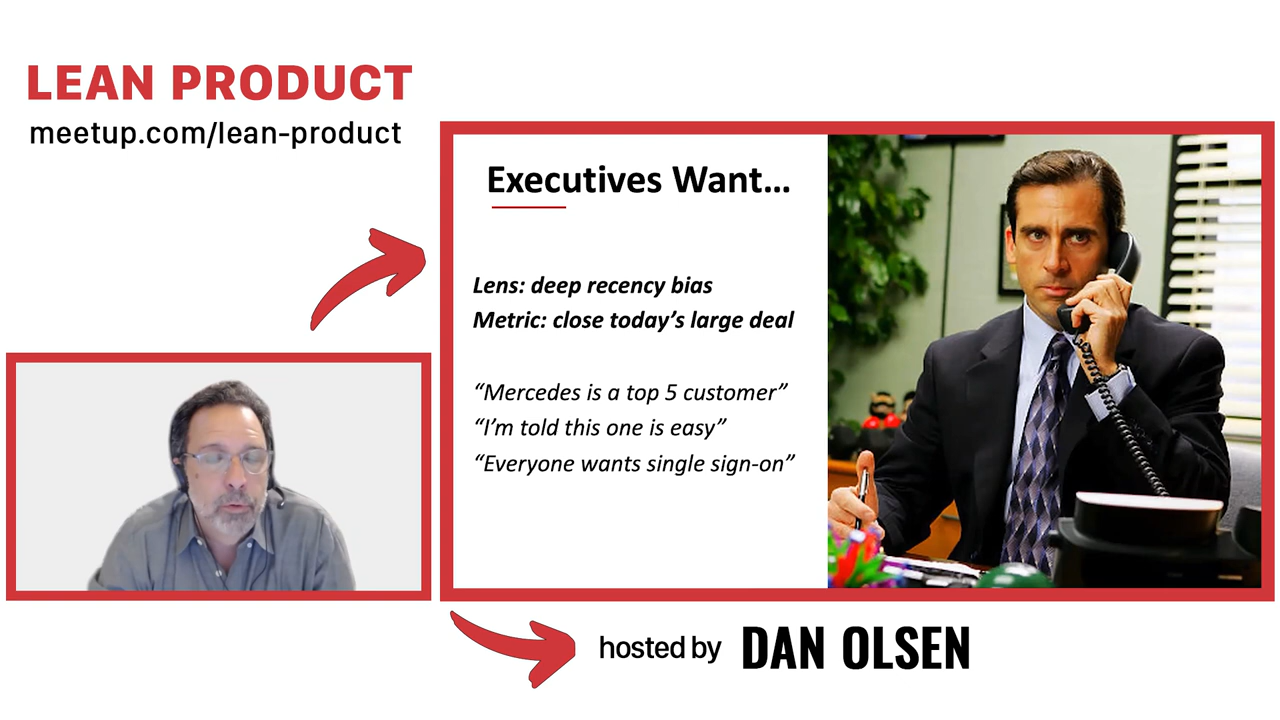 LEAN PRODUCT
meetup.com/lean-product
Executives Want...
Lens: deep recency bias
Metric: close today’s large deal
“Mercedes is a top 5 customer”
“I’m told this one is easy”
“Everyone wants single sign-on”
hosted by DAN OLSEN